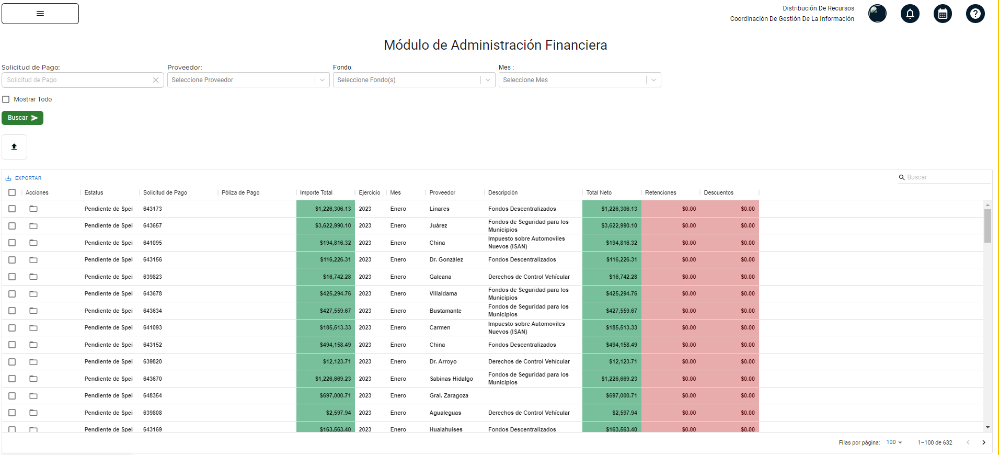 Distribución De Recursos
Coordinación De Gestión De La Información
Módulo de Administración Financiera
Solicitud de Pago: Proveedor: Fondo: Mes :
Solicitud de Pago Seleccione Proveedor Seleccione Fondo(s) Seleccione Mes
Mostrar Todo
Buscar
EXPORTAR Buscar
Acciones Estatus Solicitud de Pago Póliza de Pago Importe Total Ejercicio Mes Proveedor Descripción Total Neto Retenciones Descuentos
Pendiente de Spei 643173 $1,226,306.13 2023 Enero Linares Fondos Descentralizados $1,226,306.13 $0.00 $0.00
Pendiente de Spei 643657 $3,622,990.10 2023 Enero Juárez Fondos de Seguridad para los Municipios $3,622,990.10 $0.00 $0.00
Pendiente de Spei 641095 $194,816.32 2023 Enero China Impuesto sobre Automoviles Nuevos (ISAN) $194,816.32 $0.00 $0.00
Pendiente de Spei 643156 $116,226.31 2023 Enero Dr. González Fondos Descentralizados $116,226.31 $0.00 $0.00
Pendiente de Spei 639823 $16,742.28 2023 Enero Galeana Derechos de Control Vehícular $16,742.28 $0.00 $0.00
Pendiente de Spei 643678 $425,294.76 2023 Enero Villaldama Fondos de Seguridad para los Municipios $425,294.76 $0.00 $0.00
Pendiente de Spei 643634 $427,559.67 2023 Enero Bustamante Fondos de Seguridad para los Municipios $427,559.67 $0.00 $0.00
Pendiente de Spei 641093 $185,513.33 2023 Enero Carmen Impuesto sobre Automoviles Nuevos (ISAN) $185,513.33 $0.00 $0.00
Pendiente de Spei 643152 $494,158.49 2023 Enero China Fondos Descentralizados $494,158.49 $0.00 $0.00
Pendiente de Spei 639820 $12,123.71 2023 Enero Dr. Arroyo Derechos de Control Vehícular $12,123.71 $0.00 $0.00
Pendiente de Spei 643670 $1,226,669.23 2023 Enero Sabinas Hidalgo Fondos de Seguridad para los Municipios $1,226,669.23 $0.00 $0.00
Pendiente de Spei 648354 $697,000.71 2023 Enero Gral. Zaragoza $697,000.71 $0.00 $0.00
Pendiente de Spei 639808 $2,597.94 2023 Enero Agualeguas Derechos de Control Vehícular $2,597.94 $0.00 $0.00
Pendiente de Spei 643169 $163,563.40 2023 Enero Hualahuises Fondos Descentralizados $163,563.40 $0.00 $0.00
Filas por página: 100 1–100 de 632